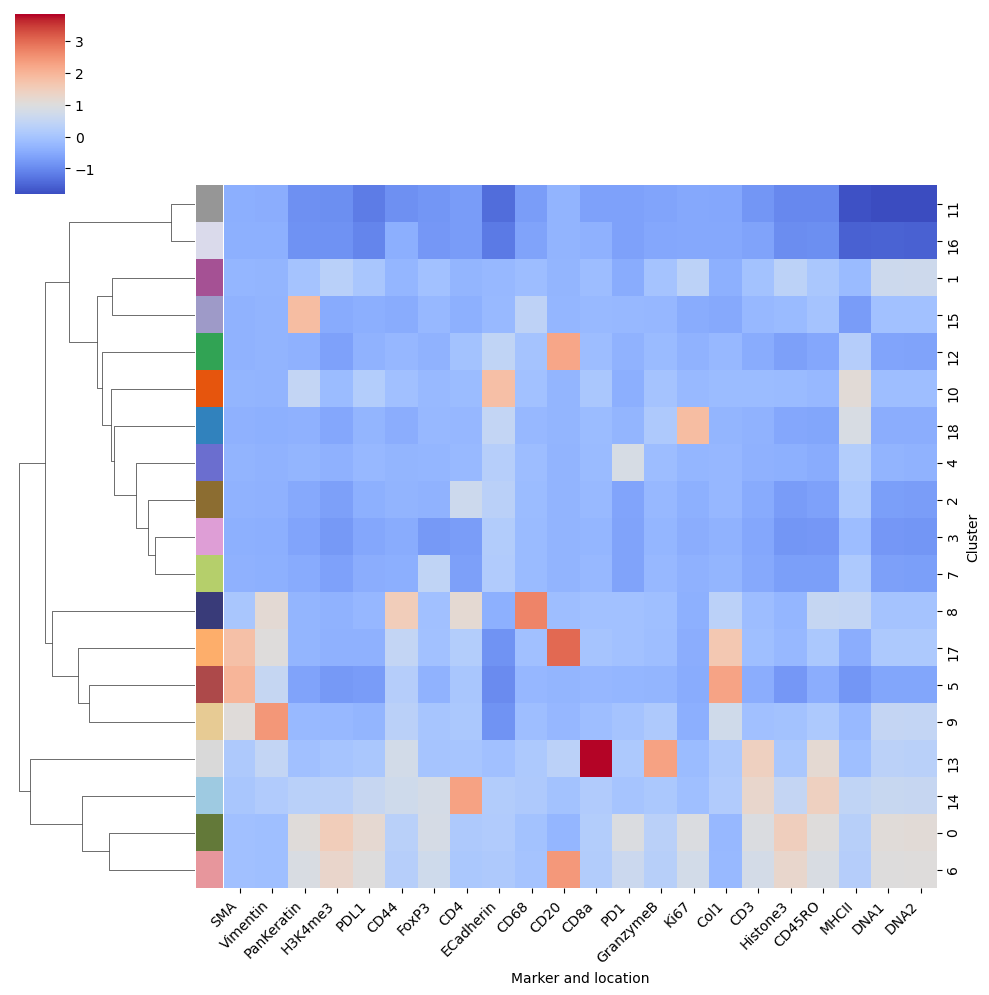 3
2
1
0
−1
11
16
1
15
12
10
18
4
2
3
7
8
17
5
9
13
14
0
6
Cluster
SMA
Vimentin
PanKeratin
H3K4me3
PDL1
CD44
FoxP3
CD4
ECadherin
CD68
CD20
CD8a
PD1
GranzymeB
Ki67
Col1
CD3
Histone3
CD45RO
MHCII
DNA1
DNA2
Marker and location